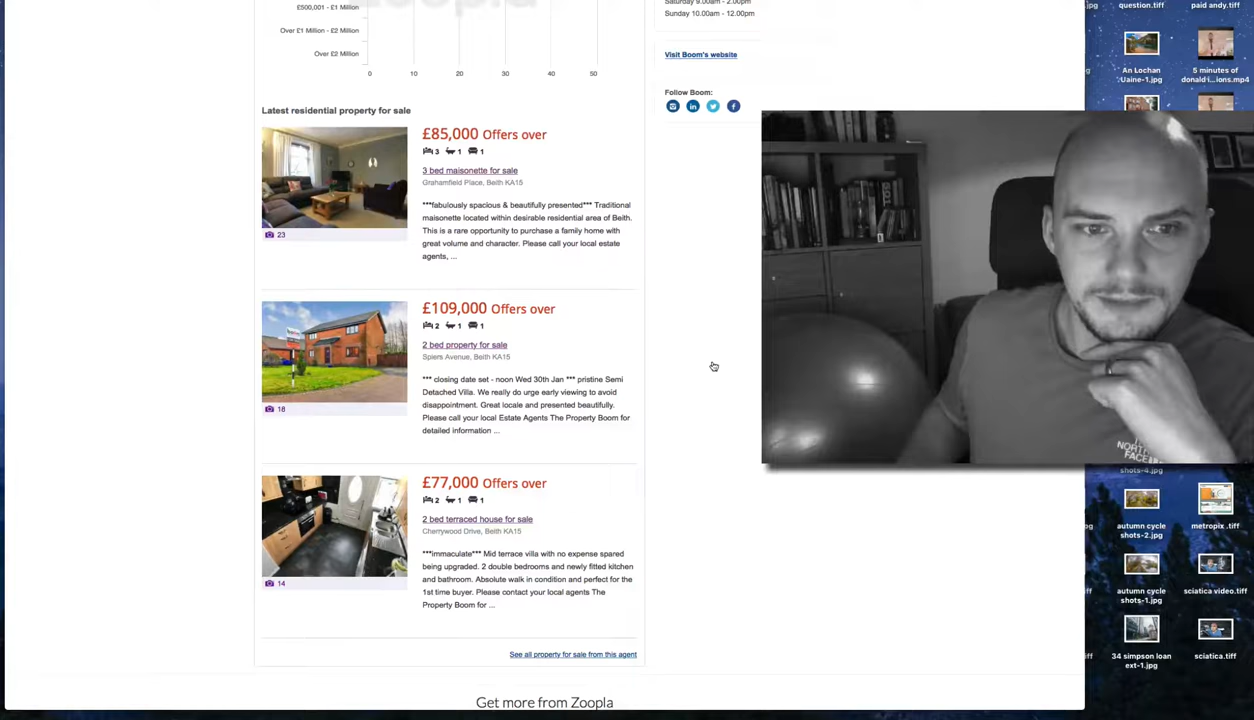 £500,001 - £1 Million
Over £1 Million - £2 Million
Over £2 Million
0 10 20 30 40 50
Saturday 9.00am - 2.00pm
Sunday 10.00am - 12.00pm
Visit Boom's website
Follow Boom:
Latest residential property for sale
£85,000 Offers over
3 1 1
3 bed maisonette for sale
Grahamfield Place, Beith KA15
***fabulously spacious & beautifully presented*** Traditional
maisonette located within desirable residential area of Beith.
This is a rare opportunity to purchase a family home with
great volume and character. Please call your local estate
agents, ...
23
£109,000 Offers over
2 1 1
2 bed property for sale
Spiers Avenue, Beith KA15
*** closing date set - noon Wed 30th Jan *** pristine Semi
Detached Villa. We really do urge early viewing to avoid
disappointment. Great locale and presented beautifully.
Please call your local Estate Agents The Property Boom for
detailed information ...
18
£77,000 Offers over
2 1 1
2 bed terraced house for sale
Cherrywood Drive, Beith KA15
***immaculate*** Mid terrace villa with no expense spared
being upgraded. 2 double bedrooms and newly fitted kitchen
and bathroom. Absolute walk in condition and perfect for the
1st time buyer. Please contact your local agents The
Property Boom for ...
14
See all property for sale from this agent
Get more from Zoopla
.jpg
question.tiff
paid andy.tiff
An Lochan
Uaine-1.jpg
5 minutes of
donald i...ions.mp4
NORTH
FACE
shots-4.jpg
autumn cycle
shots-2.jpg
metropix .tiff
autumn cycle
shots-1.jpg
sciatica video.tiff
34 simpson loan
ext-1.jpg
sciatica.tiff